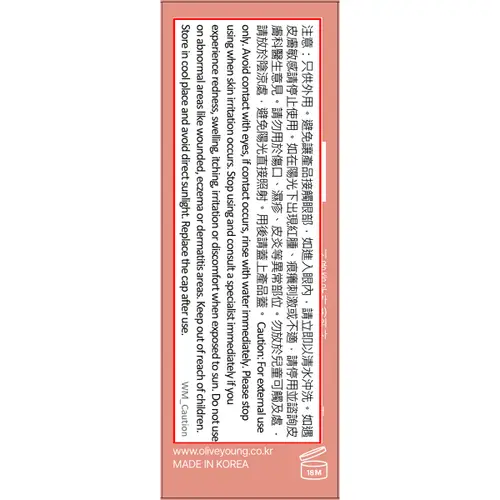 注意：只供外用。避免讓產品接觸眼部，如進入眼內，請立即以清水沖洗。如遇
皮膚敏感請停止使用。如在陽光下出現紅腫、痕癢刺激或不適，請停用並諮詢皮
膚科醫生意見。請勿用於傷口、濕疹、皮炎等異常部位。勿放於兒童可觸及處，
請放於陰涼處，避免陽光直接照射。用後請蓋上產品蓋。 Caution: For external use
only. Avoid contact with eyes, if contact occurs, rinse with water immediately. Please stop
using when skin irritation occurs. Stop using and consult a specialist immediately if you
experience redness, swelling, itching, irritation or discomfort when exposed to sun. Do not use
on abnormal areas like wounded, eczema or dermatitis areas. Keep out of reach of children.
Store in cool place and avoid direct sunlight. Replace the cap after use.
WM_Caution
www.oliveyoung.co.kr
MADE IN KOREA
18M